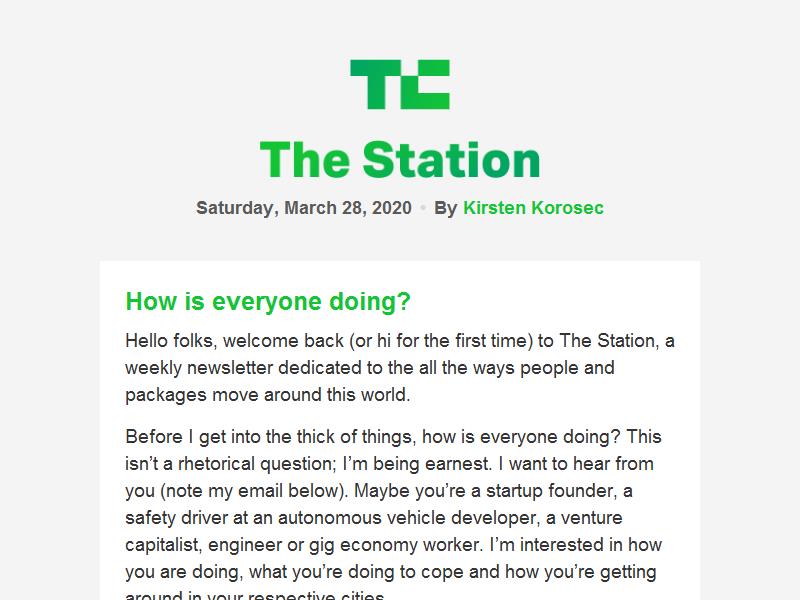 TC
The Station
Saturday, March 28, 2020 • By Kirsten Korosec
How is everyone doing?
Hello folks, welcome back (or hi for the first time) to The Station, a
weekly newsletter dedicated to the all the ways people and
packages move around this world.
Before I get into the thick of things, how is everyone doing? This
isn’t a rhetorical question; I’m being earnest. I want to hear from
you (note my email below). Maybe you’re a startup founder, a
safety driver at an autonomous vehicle developer, a venture
capitalist, engineer or gig economy worker. I’m interested in how
you are doing, what you’re doing to cope and how you’re getting
around in your respective cities.